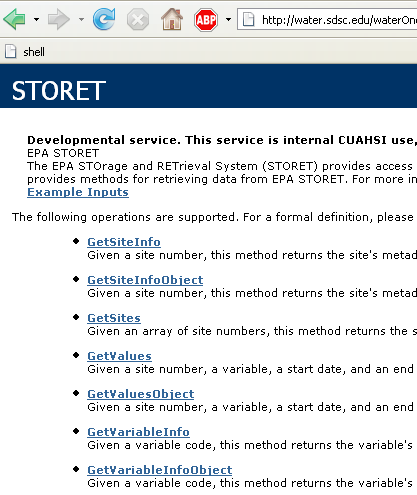 ABP
http://water.sdsc.edu/waterOne
shell
STORET
Developmental service. This service is internal CUAHSI use,
EPA STORET
The EPA STOrage and RETrieval System (STORET) provides access
provides methods for retrieving data from EPA STORET. For more in
Example Inputs
The following operations are supported. For a formal definition, please
GetSiteInfo
Given a site number, this method returns the site's metad
GetSiteInfoObject
Given a site number, this method returns the site's metad
GetSites
Given an array of site numbers, this method returns the s
GetValues
Given a site number, a variable, a start date, and an end
GetValuesObject
Given a site number, a variable, a start date, and an end
GetVariableInfo
Given a variable code, this method returns the variable's
GetVariableInfoObject
Given a variable code, this method returns the variable's